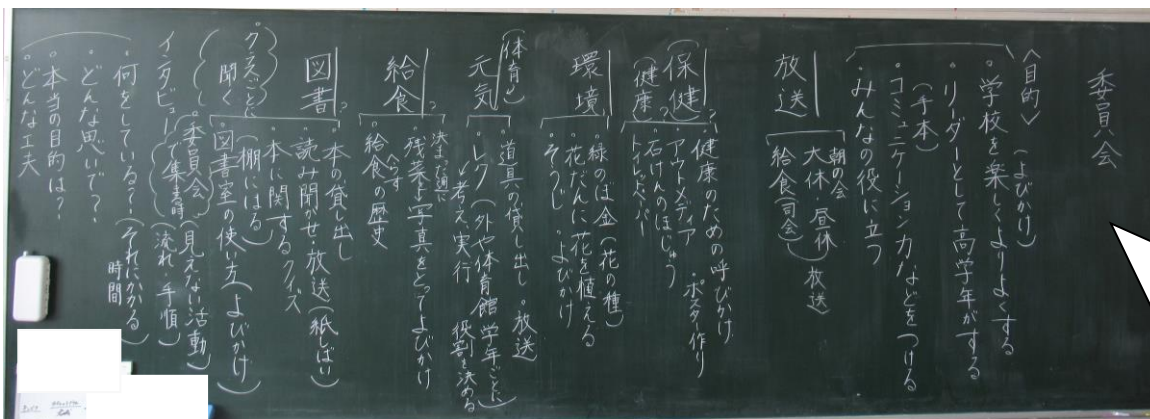 委員会
〈目的〉(よびかけ)
・学校を楽しくよりよくする
・リーダーとして高学年がする
(手本)
・コミュニケーション力などをつける
・みんなの役に立つ
放送
朝の会
大休・昼休 放送
給食(司会)
保健
(健康)
・健康のための呼びかけ
・アウトメディア ・ポスター作り
・石けんのほじゅう
トイレットペーパー
環境
・緑のぼ金(花の種)
・花だんに花を植える
・そうじ ・よびかけ
(体育)
元気
・道具の貸し出し ・放送
・レク(外や体育館 学年ごとに)
考え 実行 役割を決める
給食
決まった週に
・残菜 写真をとってよびかけ
へらす
・給食の歴史
図書
・本の貸し出し
・読み開かせ・放送(紙しばい)
・本に関するクイズ
(棚にはる)
・図書室の使い方(よびかけ)
クラスごとに
聞く
・委員会 見えない活動
で集まる時
(流れ・手順)
インタビュー
・何をしている?(それにかかる)
時間
・どんな思いで?
・本当の目的は?
・どんな工夫